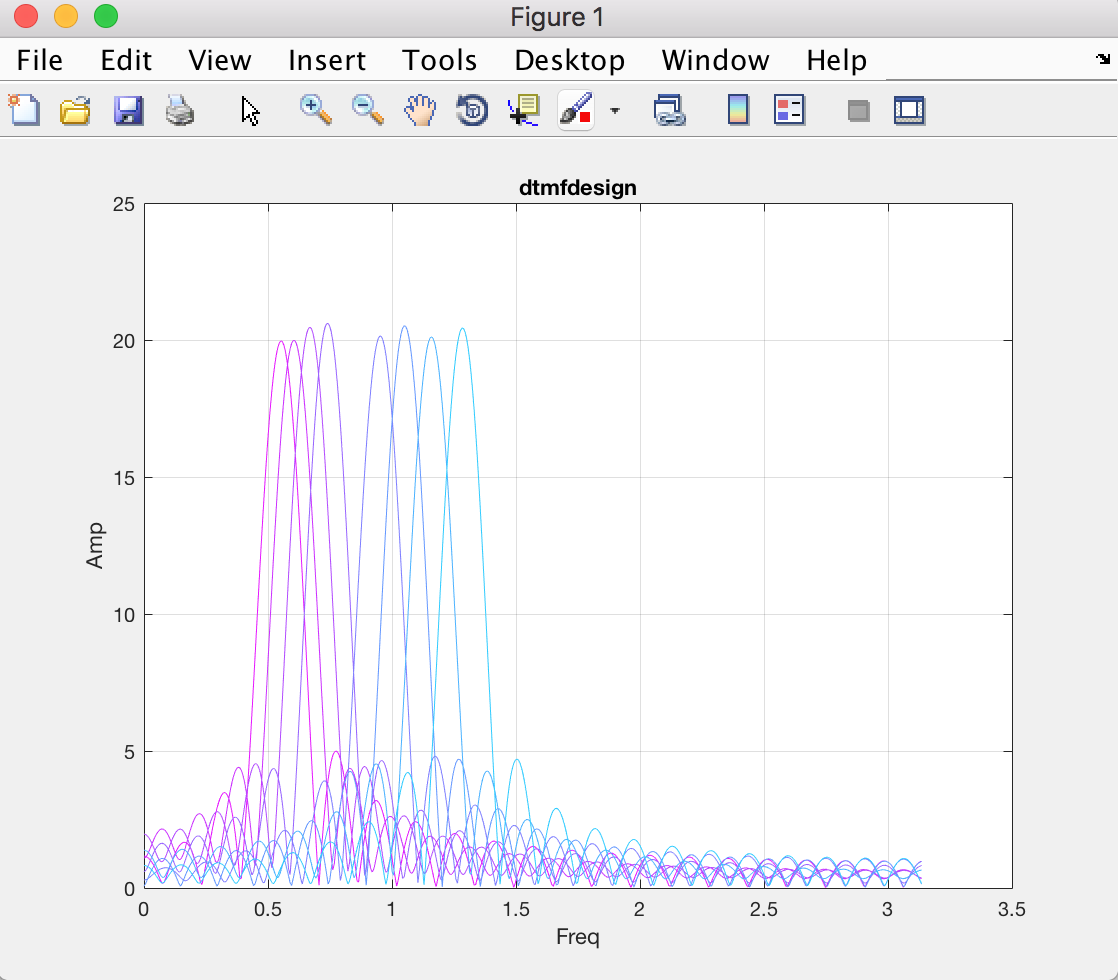 Figure 1
File Edit View Insert Tools Desktop Window Help
dtmfdesign
25
20
15
10
5
0
Amp
0 0.5 1 1.5 2 2.5 3 3.5
Freq